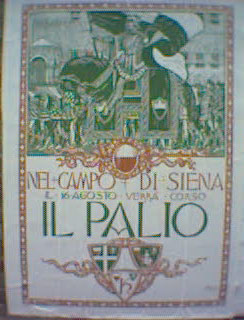 NEL · CAMPO · DI · SIENA
IL · 16 · AGOSTO · VERRÀ · CORSO
IL PALIO